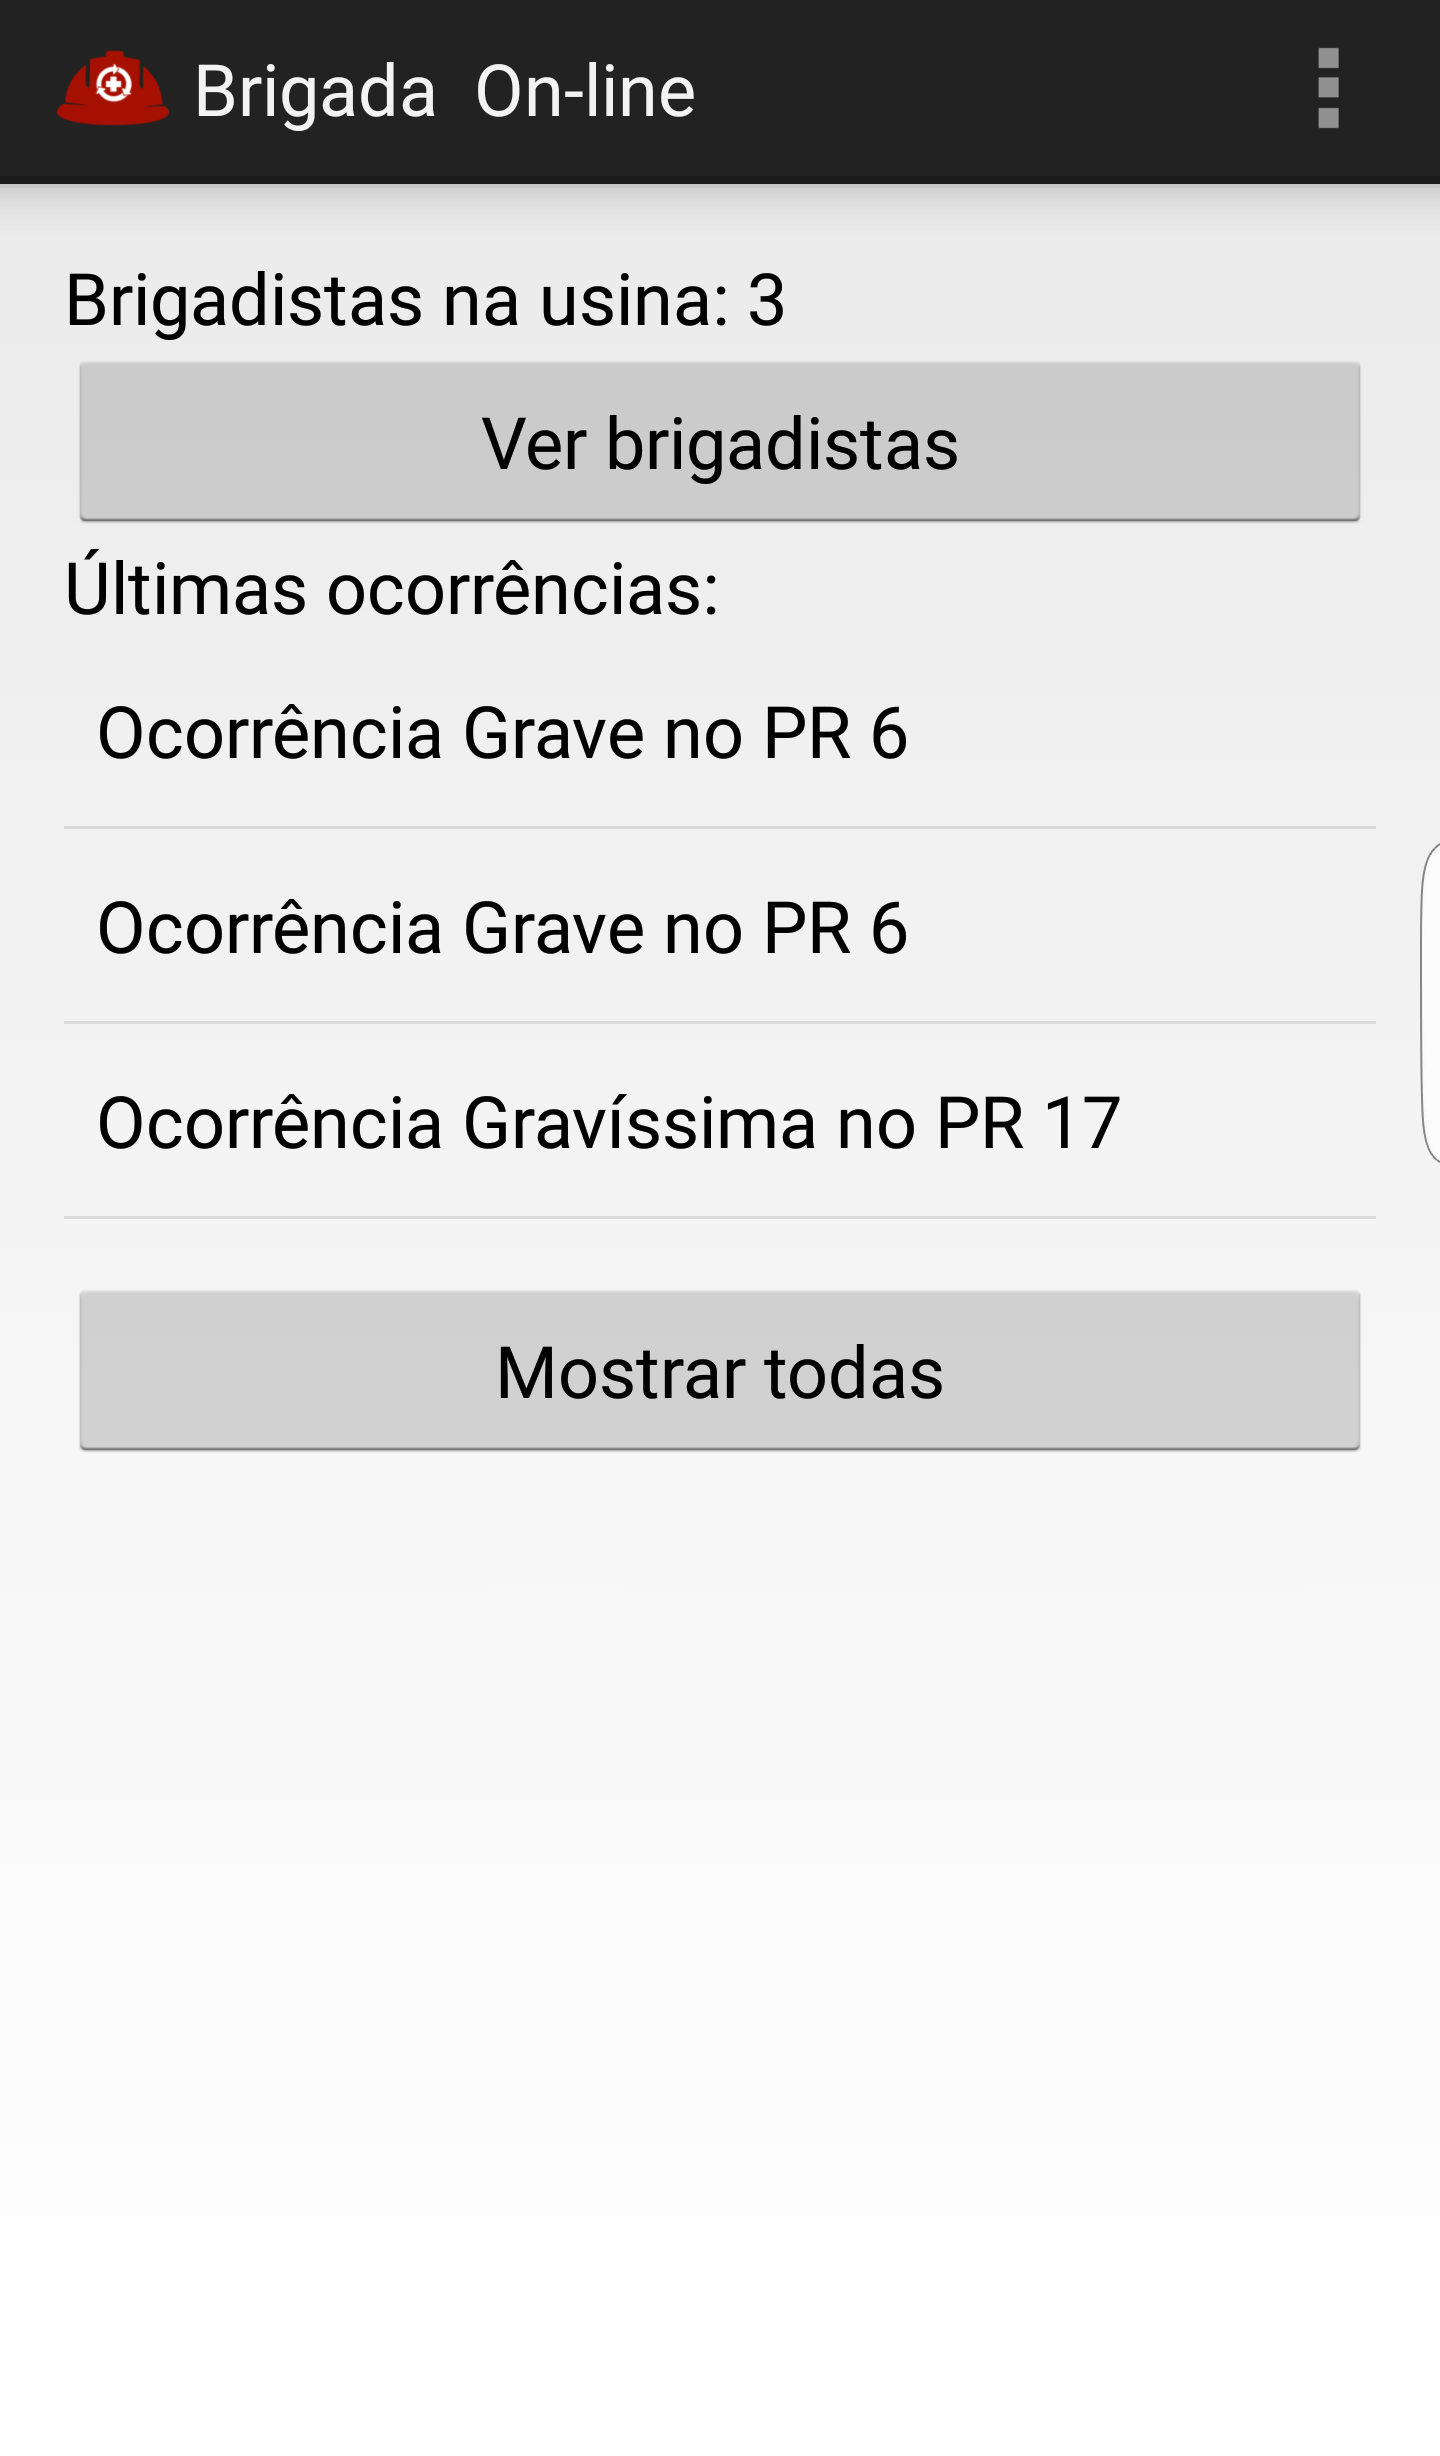 Brigada On-line
Brigadistas na usina: 3
Ver brigadistas
Últimas ocorrências:
Ocorrência Grave no PR 6
Ocorrência Grave no PR 6
Ocorrência Gravíssima no PR 17
Mostrar todas